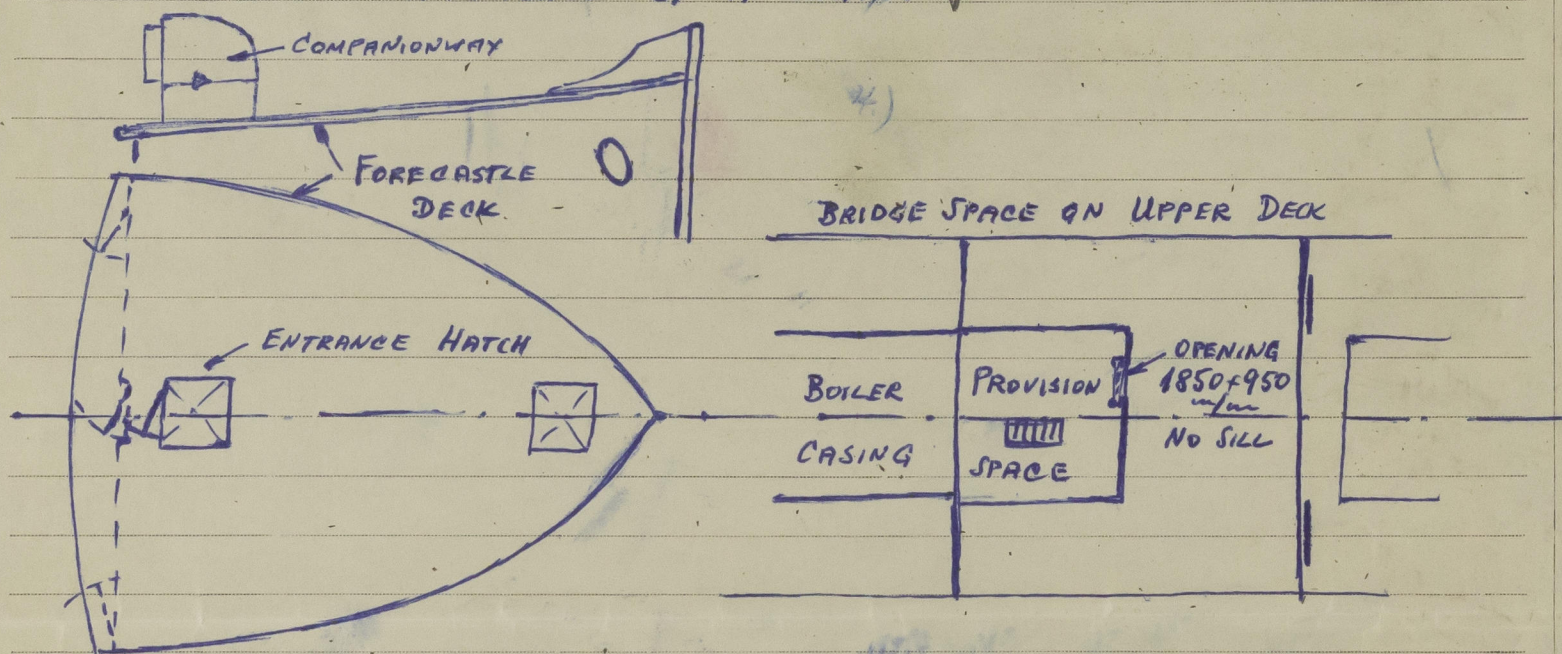 COMPANIONWAY
FORECASTLE
DECK
ENTRANCE HATCH
BRIDGE SPACE ON UPPER DECK
BOILER
CASING
PROVISION
SPACE
OPENING
1850×950
m/m
NO SILL